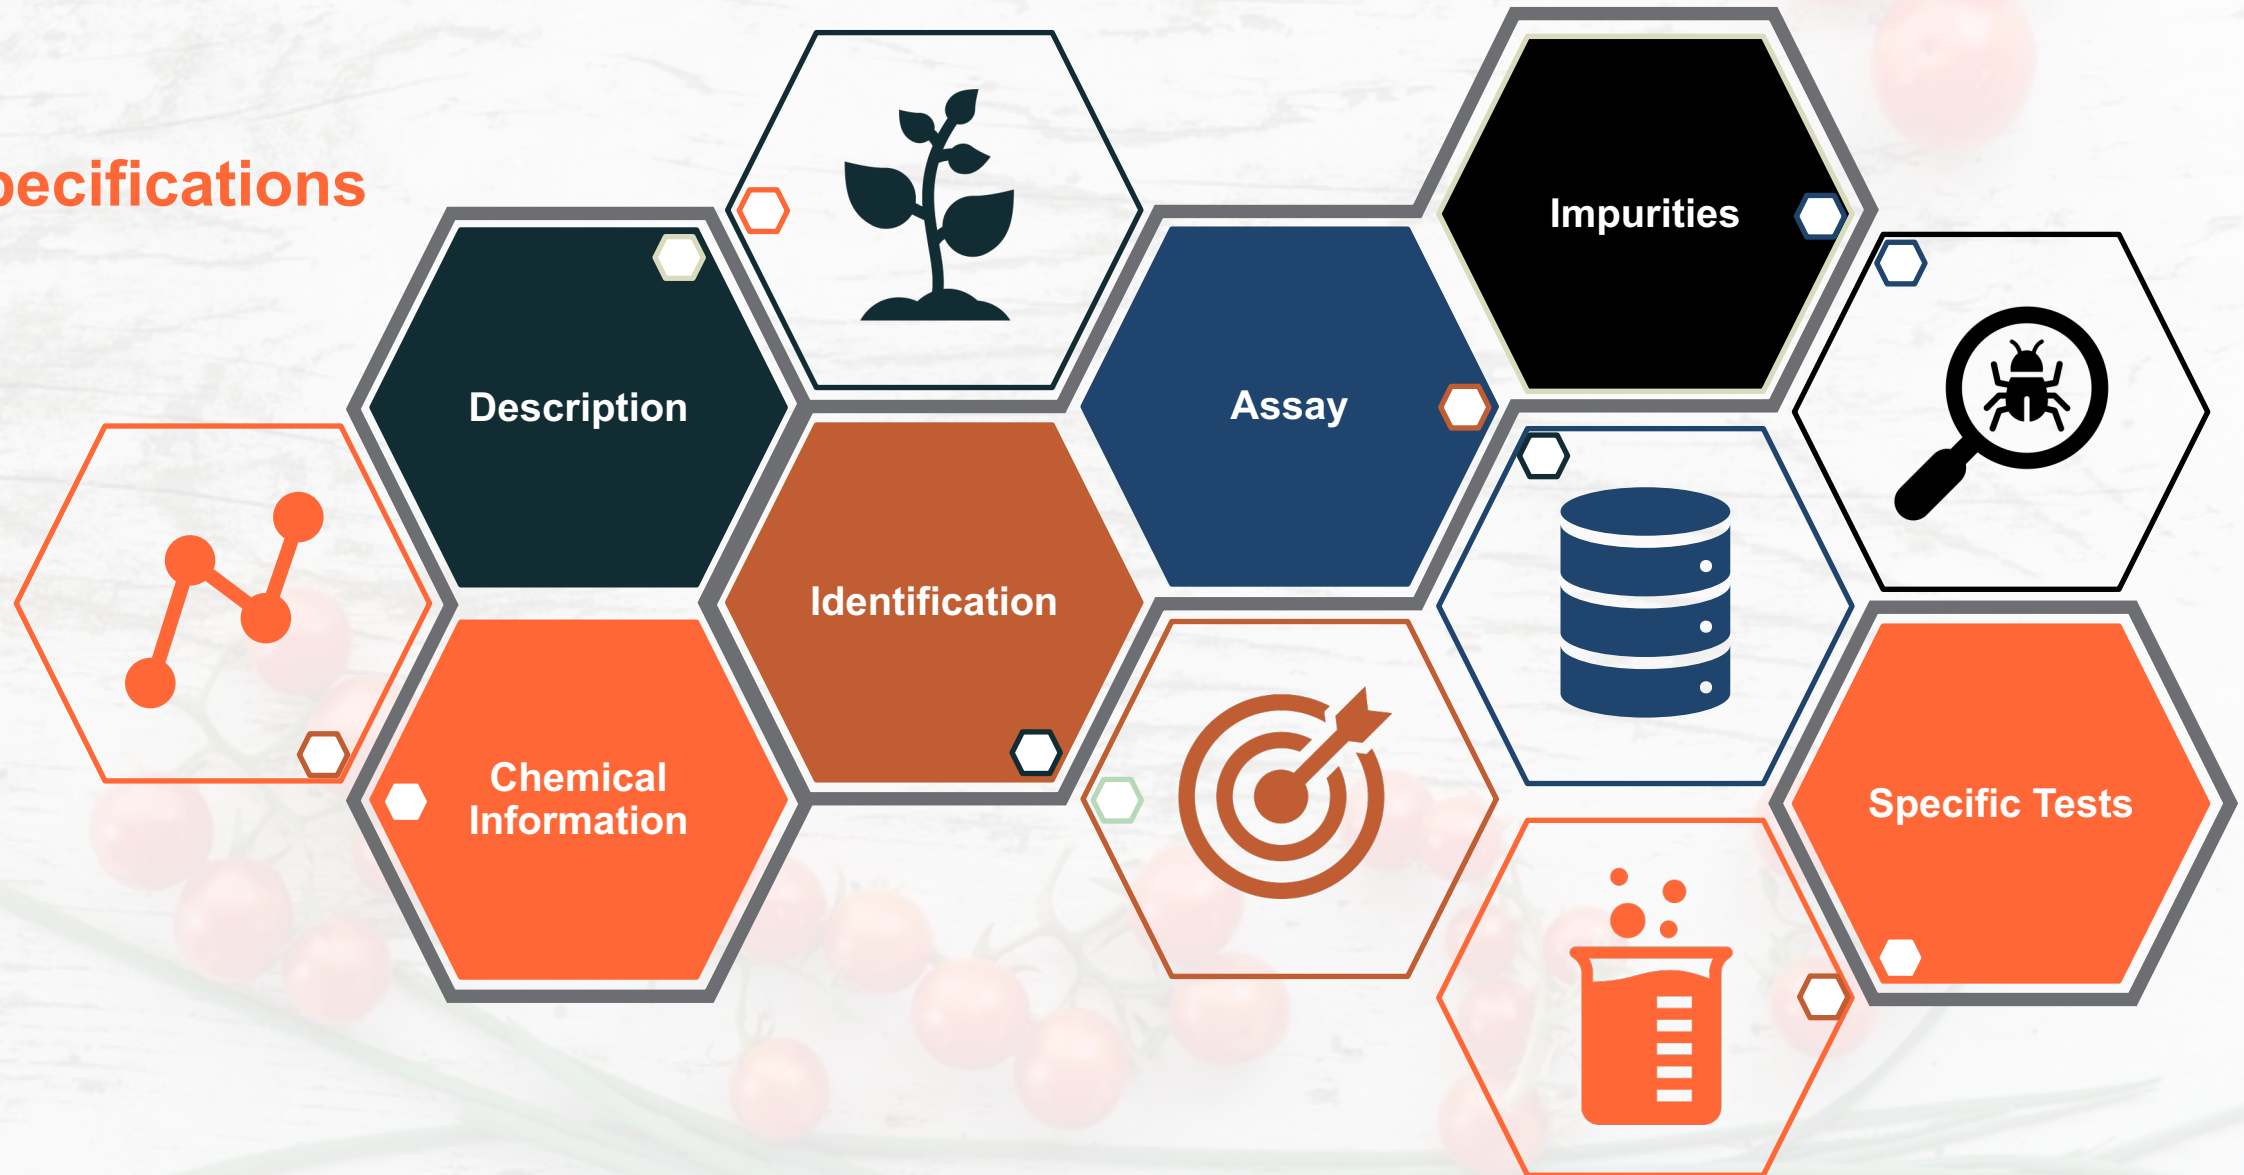 pecifications
Impurities
Description
Assay
Identification
Chemical
Information
Specific Tests